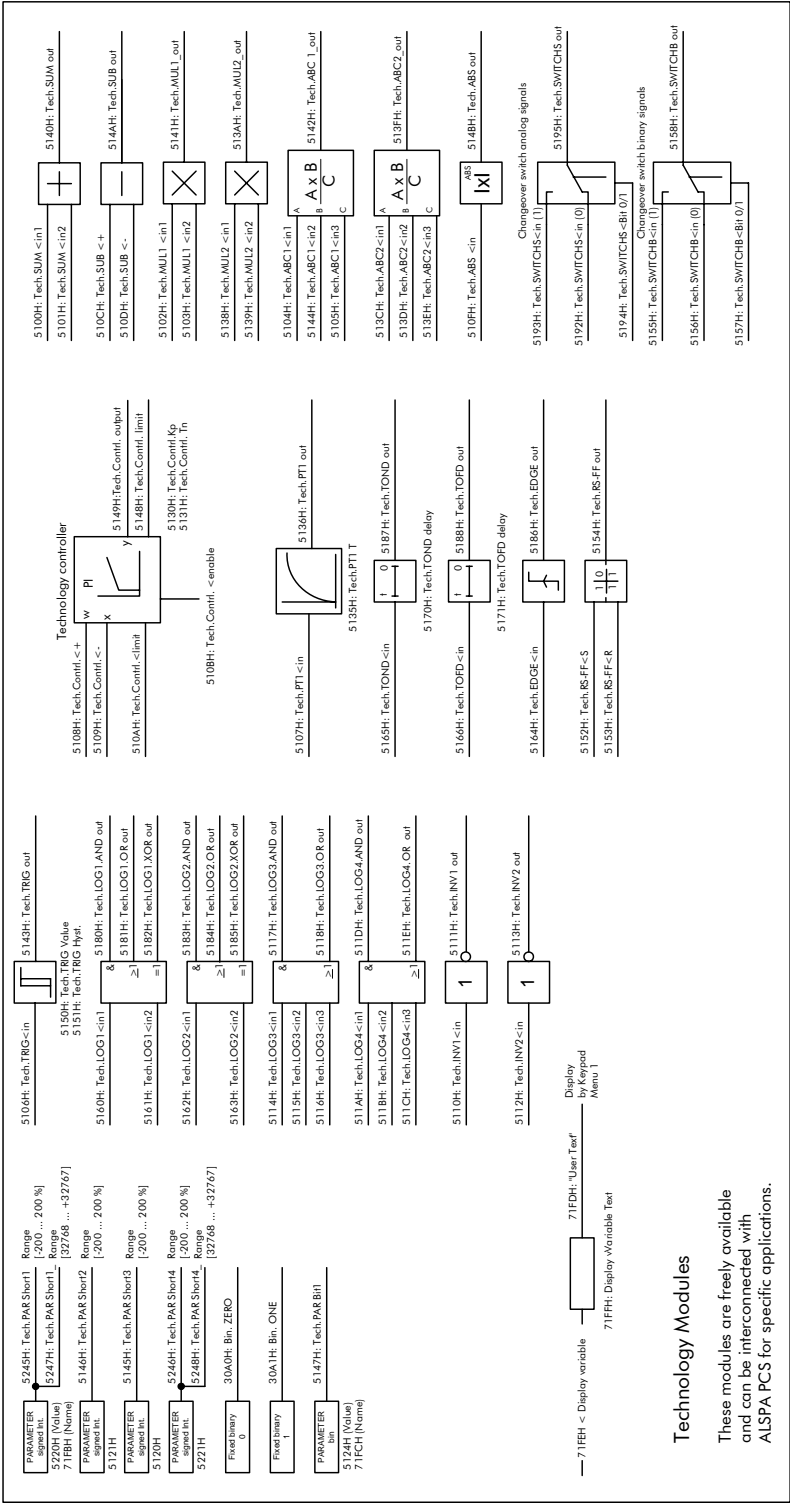 PARAMETER
signed Int.
5245H: Tech.PAR Short1
Range
[-200 ... 200 %]
5247H: Tech.PAR Short1_
Range
[32768 ... +32767]
5220H (Value)
71FBH (Name)
PARAMETER
signed Int.
5146H: Tech.PAR Short2
Range
[-200 ... 200 %]
5121H
PARAMETER
signed Int.
5145H: Tech.PAR Short3
Range
[-200 ... 200 %]
5120H
PARAMETER
signed Int.
5246H: Tech.PAR Short4
Range
[-200 ... 200 %]
5248H: Tech.PAR Short4_
Range
[32768 ... +32767]
5221H
Fixed binary
0
30A0H: Bin. ZERO
Fixed binary
1
30A1H: Bin. ONE
PARAMETER
bin
5147H: Tech.PAR Bit1
5124H (Value)
71FCH (Name)
71FEH < Display variable
71FDH: "User Text"
71FFH: Display vVariable Text
Display
by Keypad
Menu 1
Technology Modules
These modules are freely available
and can be interconnected with
ALSPA PCS for specific applications.
5106H: Tech.TRIG<in
5143H: Tech.TRIG out
5150H: Tech.TRIG Value
5151H: Tech.TRIG Hyst.
5160H: Tech.LOG1<in1
5161H: Tech.LOG1<in2
&
≥1
=1
5180H: Tech.LOG1.AND out
5181H: Tech.LOG1.OR out
5182H: Tech.LOG1.XOR out
5162H: Tech.LOG2<in1
5163H: Tech.LOG2<in2
&
≥1
=1
5183H: Tech.LOG2.AND out
5184H: Tech.LOG2.OR out
5185H: Tech.LOG2.XOR out
5114H: Tech.LOG3<in1
5115H: Tech.LOG3<in2
5116H: Tech.LOG3<in3
&
≥1
5117H: Tech.LOG3.AND out
5118H: Tech.LOG3.OR out
511AH: Tech.LOG4<in1
511BH: Tech.LOG4<in2
511CH: Tech.LOG4<in3
&
≥1
511DH: Tech.LOG4.AND out
511EH: Tech.LOG4.OR out
5110H: Tech.INV1<in
1
5111H: Tech.INV1 out
5112H: Tech.INV2<in
1
5113H: Tech.INV2 out
Technology controller
5108H: Tech.Contrl.<+
5109H: Tech.Contrl.<-
510AH: Tech.Contrl.<limit
w
x
PI
y
5149H:Tech.Contrl. output
5148H: Tech.Contrl. limit
5130H: Tech.Contrl.Kp
5131H: Tech.Contrl. Tn
510BH: Tech.Contrl. <enable
5107H: Tech.PT1<in
5136H: Tech.PT1 out
5135H: Tech.PT1 T
5165H: Tech.TOND<in
t 0
5187H: Tech.TOND out
5170H: Tech.TOND delay
5166H: Tech.TOFD<in
t 0
5188H: Tech.TOFD out
5171H: Tech.TOFD delay
5164H: Tech.EDGE<in
5186H: Tech.EDGE out
5152H: Tech.RS-FF<S
5153H: Tech.RS-FF<R
1 0
1 1
5154H: Tech.RS-FF out
5100H: Tech.SUM <in1
5101H: Tech.SUM <in2
+
5140H: Tech.SUM out
510CH: Tech.SUB <+
510DH: Tech.SUB <-
−
514AH: Tech.SUB out
5102H: Tech.MUL1 <in1
5103H: Tech.MUL1 <in2
X
5141H: Tech.MUL1_out
5138H: Tech.MUL2 <in1
5139H: Tech.MUL2 <in2
X
513AH: Tech.MUL2_out
5104H: Tech.ABC1<in1
5144H: Tech.ABC1<in2
5105H: Tech.ABC1<in3
A
B
C
A x B
C
5142H: Tech.ABC 1_out
513CH: Tech.ABC2<in1
513DH: Tech.ABC2<in2
513EH: Tech.ABC2<in3
A
B
C
A x B
C
513FH: Tech.ABC2_out
510FH: Tech.ABS <in
ABS
|x|
514BH: Tech.ABS out
Changeover switch analog signals
5193H: Tech.SWITCHS<in (1)
5192H: Tech.SWITCHS<in (0)
5194H: Tech.SWITCHS<Bit 0/1
5195H: Tech.SWITCHS out
Changeover switch binary signals
5155H: Tech.SWITCHB<in (1)
5156H: Tech.SWITCHB<in (0)
5157H: Tech.SWITCHB<Bit 0/1
5158H: Tech.SWITCHB out